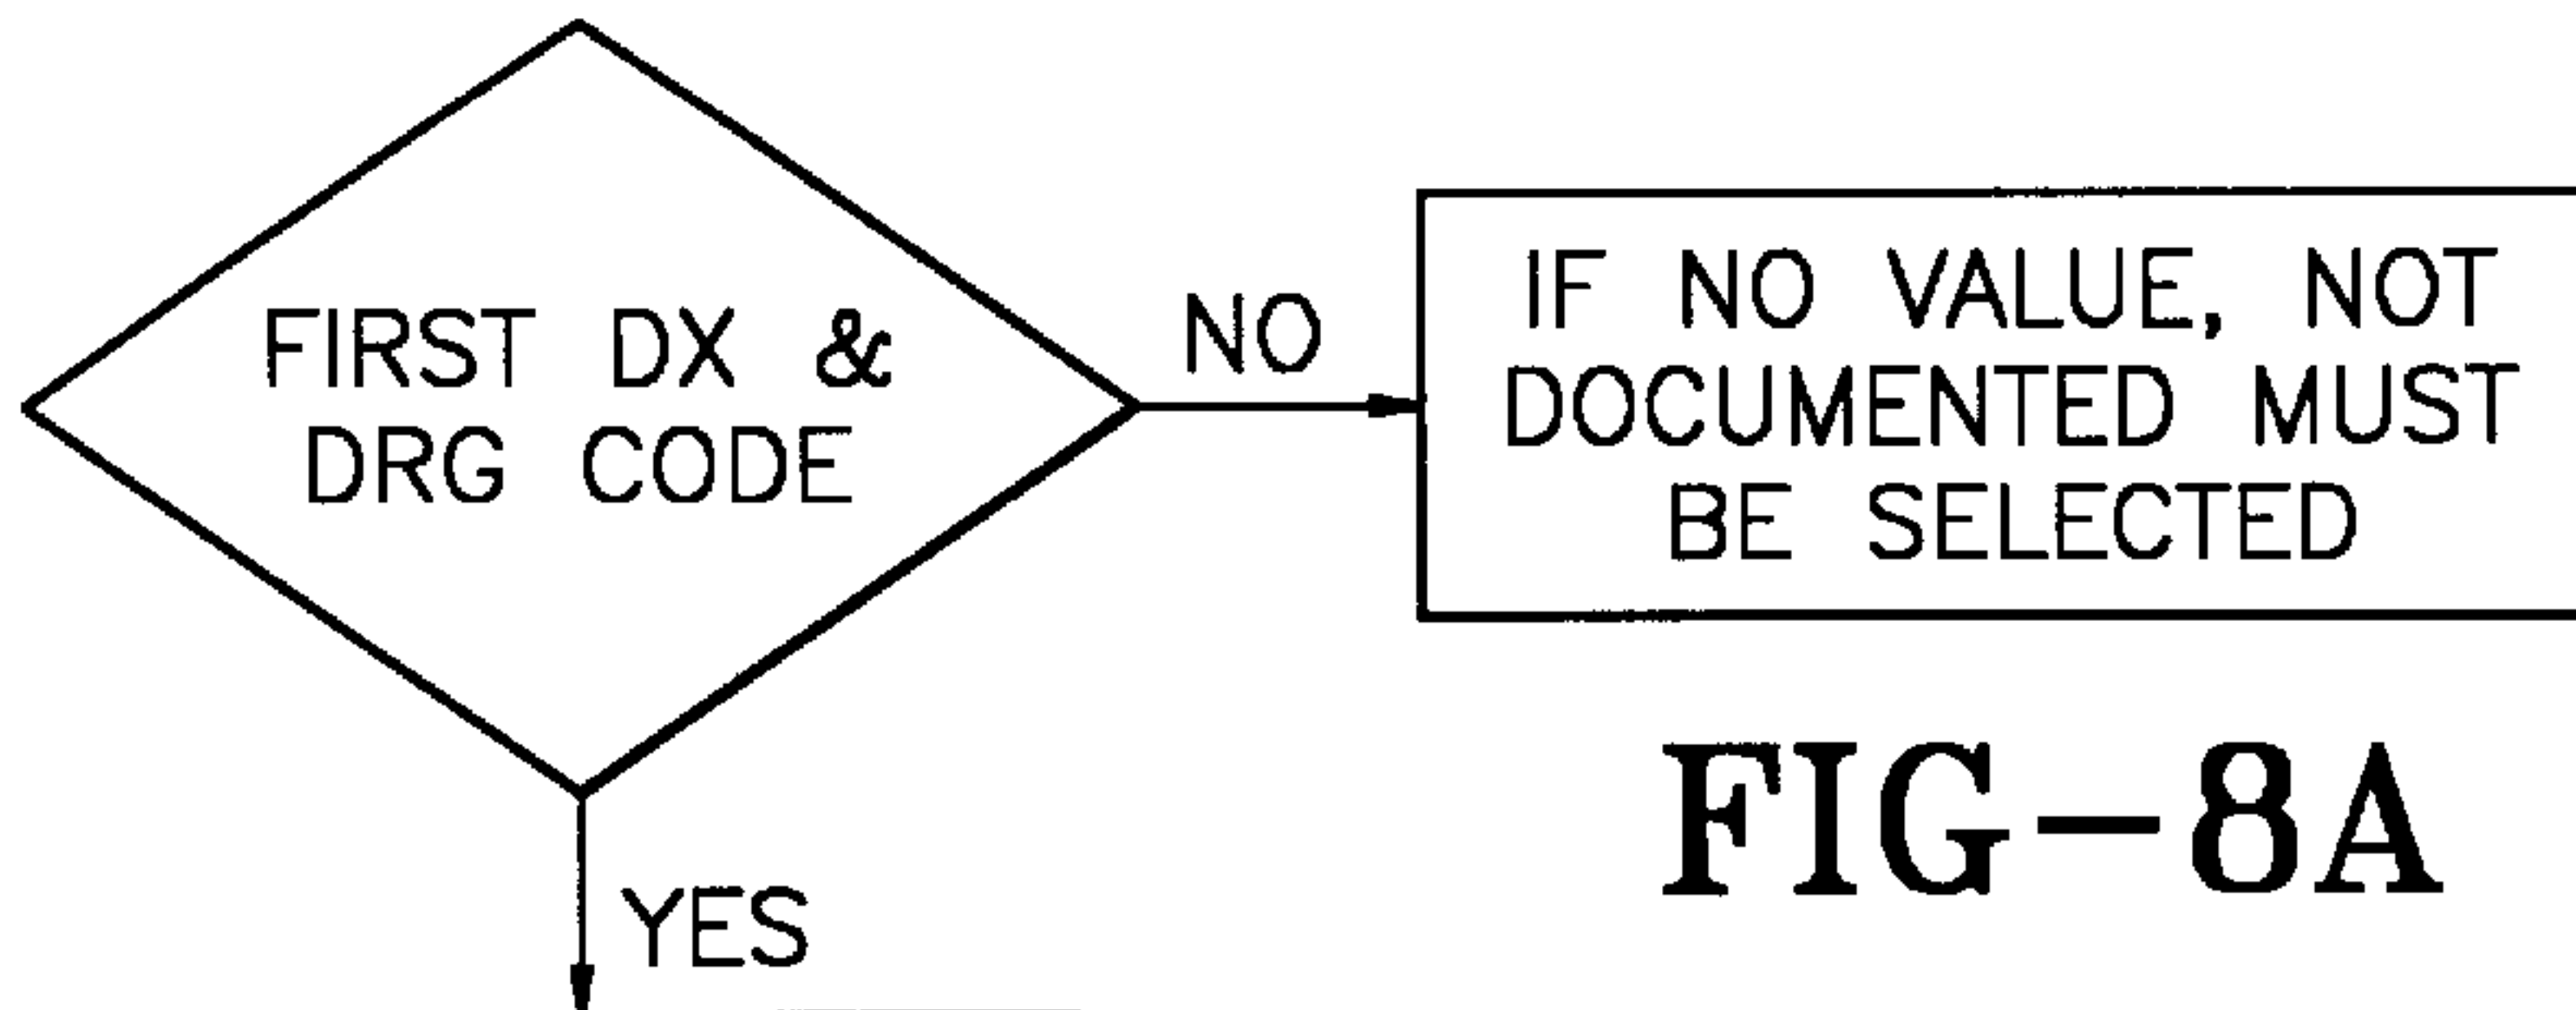 FIRST DX &
DRG CODE
NO
IF NO VALUE, NOT
DOCUMENTED MUST
BE SELECTED
FIG-8A
YES